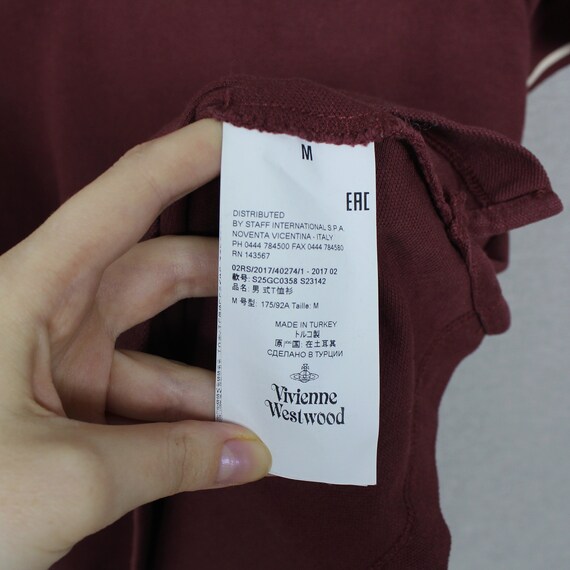 M
EAC
DISTRIBUTED
BY STAFF INTERNATIONAL S.P.A
NOVENTA VICENTINA - ITALY
PH 0444 784500 FAX 0444 784580
RN 143567
02RS/2017/40274/1 - 2017 02
款号: S25GC0358 S23142
品名: 男 式T恤衫
M 号型: 175/92A Taille: M
MADE IN TURKEY
トルコ製
原产国: 在土耳其
СДЕЛАНО В ТУРЦИИ
Vivienne
Westwood